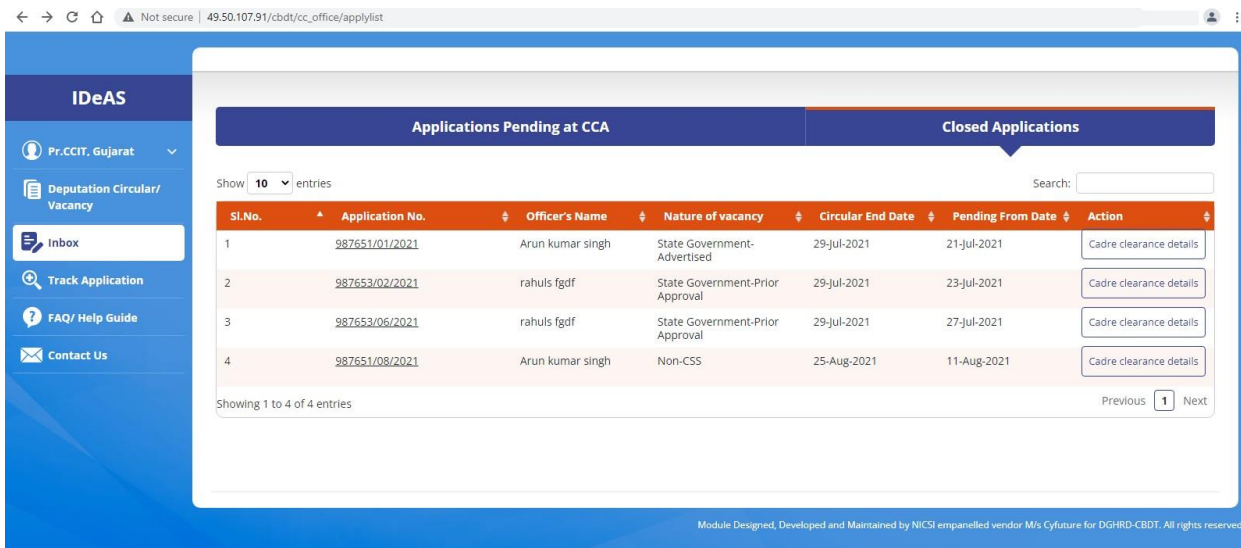 Not secure | 49.50.107.91/cbdt/cc_office/applylist
IDeAS
Pr.CCIT, Gujarat
Deputation Circular/
Vacancy
Inbox
Track Application
FAQ/ Help Guide
Contact Us
Applications Pending at CCA
Closed Applications
Show 10 entries
Search:
Sl.No. Application No. Officer's Name Nature of vacancy Circular End Date Pending From Date Action
1 987651/01/2021 Arun kumar singh State Government- 29-Jul-2021 21-Jul-2021 Cadre clearance details
Advertised
2 987653/02/2021 rahuls fgdf State Government-Prior 29-Jul-2021 23-Jul-2021 Cadre clearance details
Approval
3 987653/06/2021 rahuls fgdf State Government-Prior 29-Jul-2021 27-Jul-2021 Cadre clearance details
Approval
4 987651/08/2021 Arun kumar singh Non-CSS 25-Aug-2021 11-Aug-2021 Cadre clearance details
Showing 1 to 4 of 4 entries
Previous 1 Next
Module Designed, Developed and Maintained by NICSI empanelled vendor M/s Cyfuture for DGHRD-CBDT. All rights reserved